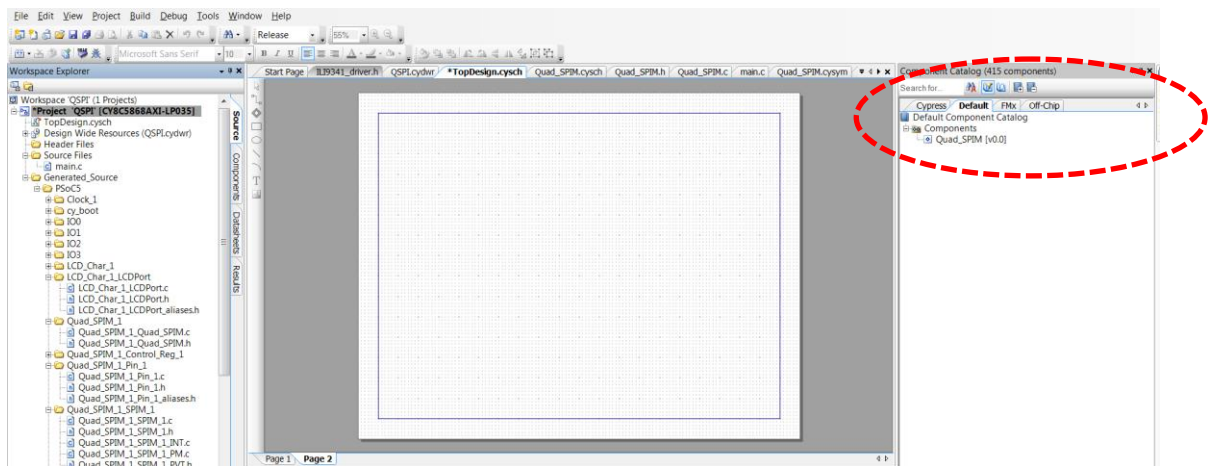 File Edit View Project Build Debug Tools Window Help
Release 55%
Microsoft Sans Serif 10 B I U
Workspace Explorer
Workspace 'QSPI' (1 Projects)
*Project 'QSPI' [CY8C5868AXI-LP035]
TopDesign.cysch
Design Wide Resources (QSPI.cydwr)
Header Files
Source Files
main.c
Generated_Source
PSoC5
Clock_1
cy_boot
IO0
IO1
IO2
IO3
LCD_Char_1
LCD_Char_1_LCDPort
LCD_Char_1_LCDPort.c
LCD_Char_1_LCDPort.h
LCD_Char_1_LCDPort_aliases.h
Quad_SPIM_1
Quad_SPIM_1_Quad_SPIM.c
Quad_SPIM_1_Quad_SPIM.h
Quad_SPIM_1_Control_Reg_1
Quad_SPIM_1_Pin_1
Quad_SPIM_1_Pin_1.c
Quad_SPIM_1_Pin_1.h
Quad_SPIM_1_Pin_1_aliases.h
Quad_SPIM_1_SPIM_1
Quad_SPIM_1_SPIM_1.c
Quad_SPIM_1_SPIM_1.h
Quad_SPIM_1_SPIM_1_INT.c
Quad_SPIM_1_SPIM_1_PM.c
Quad_SPIM_1_SPIM_1_PVT.h
Source
Components
Datasheets
Results
Start Page ILI9341_driver.h QSPI.cydwr *TopDesign.cysch Quad_SPIM.cysch Quad_SPIM.h Quad_SPIM.c main.c Quad_SPIM.cysym
Page 1 Page 2
Component Catalog (415 components)
Search for...
Cypress Default FMx Off-Chip
Default Component Catalog
Components
Quad_SPIM [v0.0]